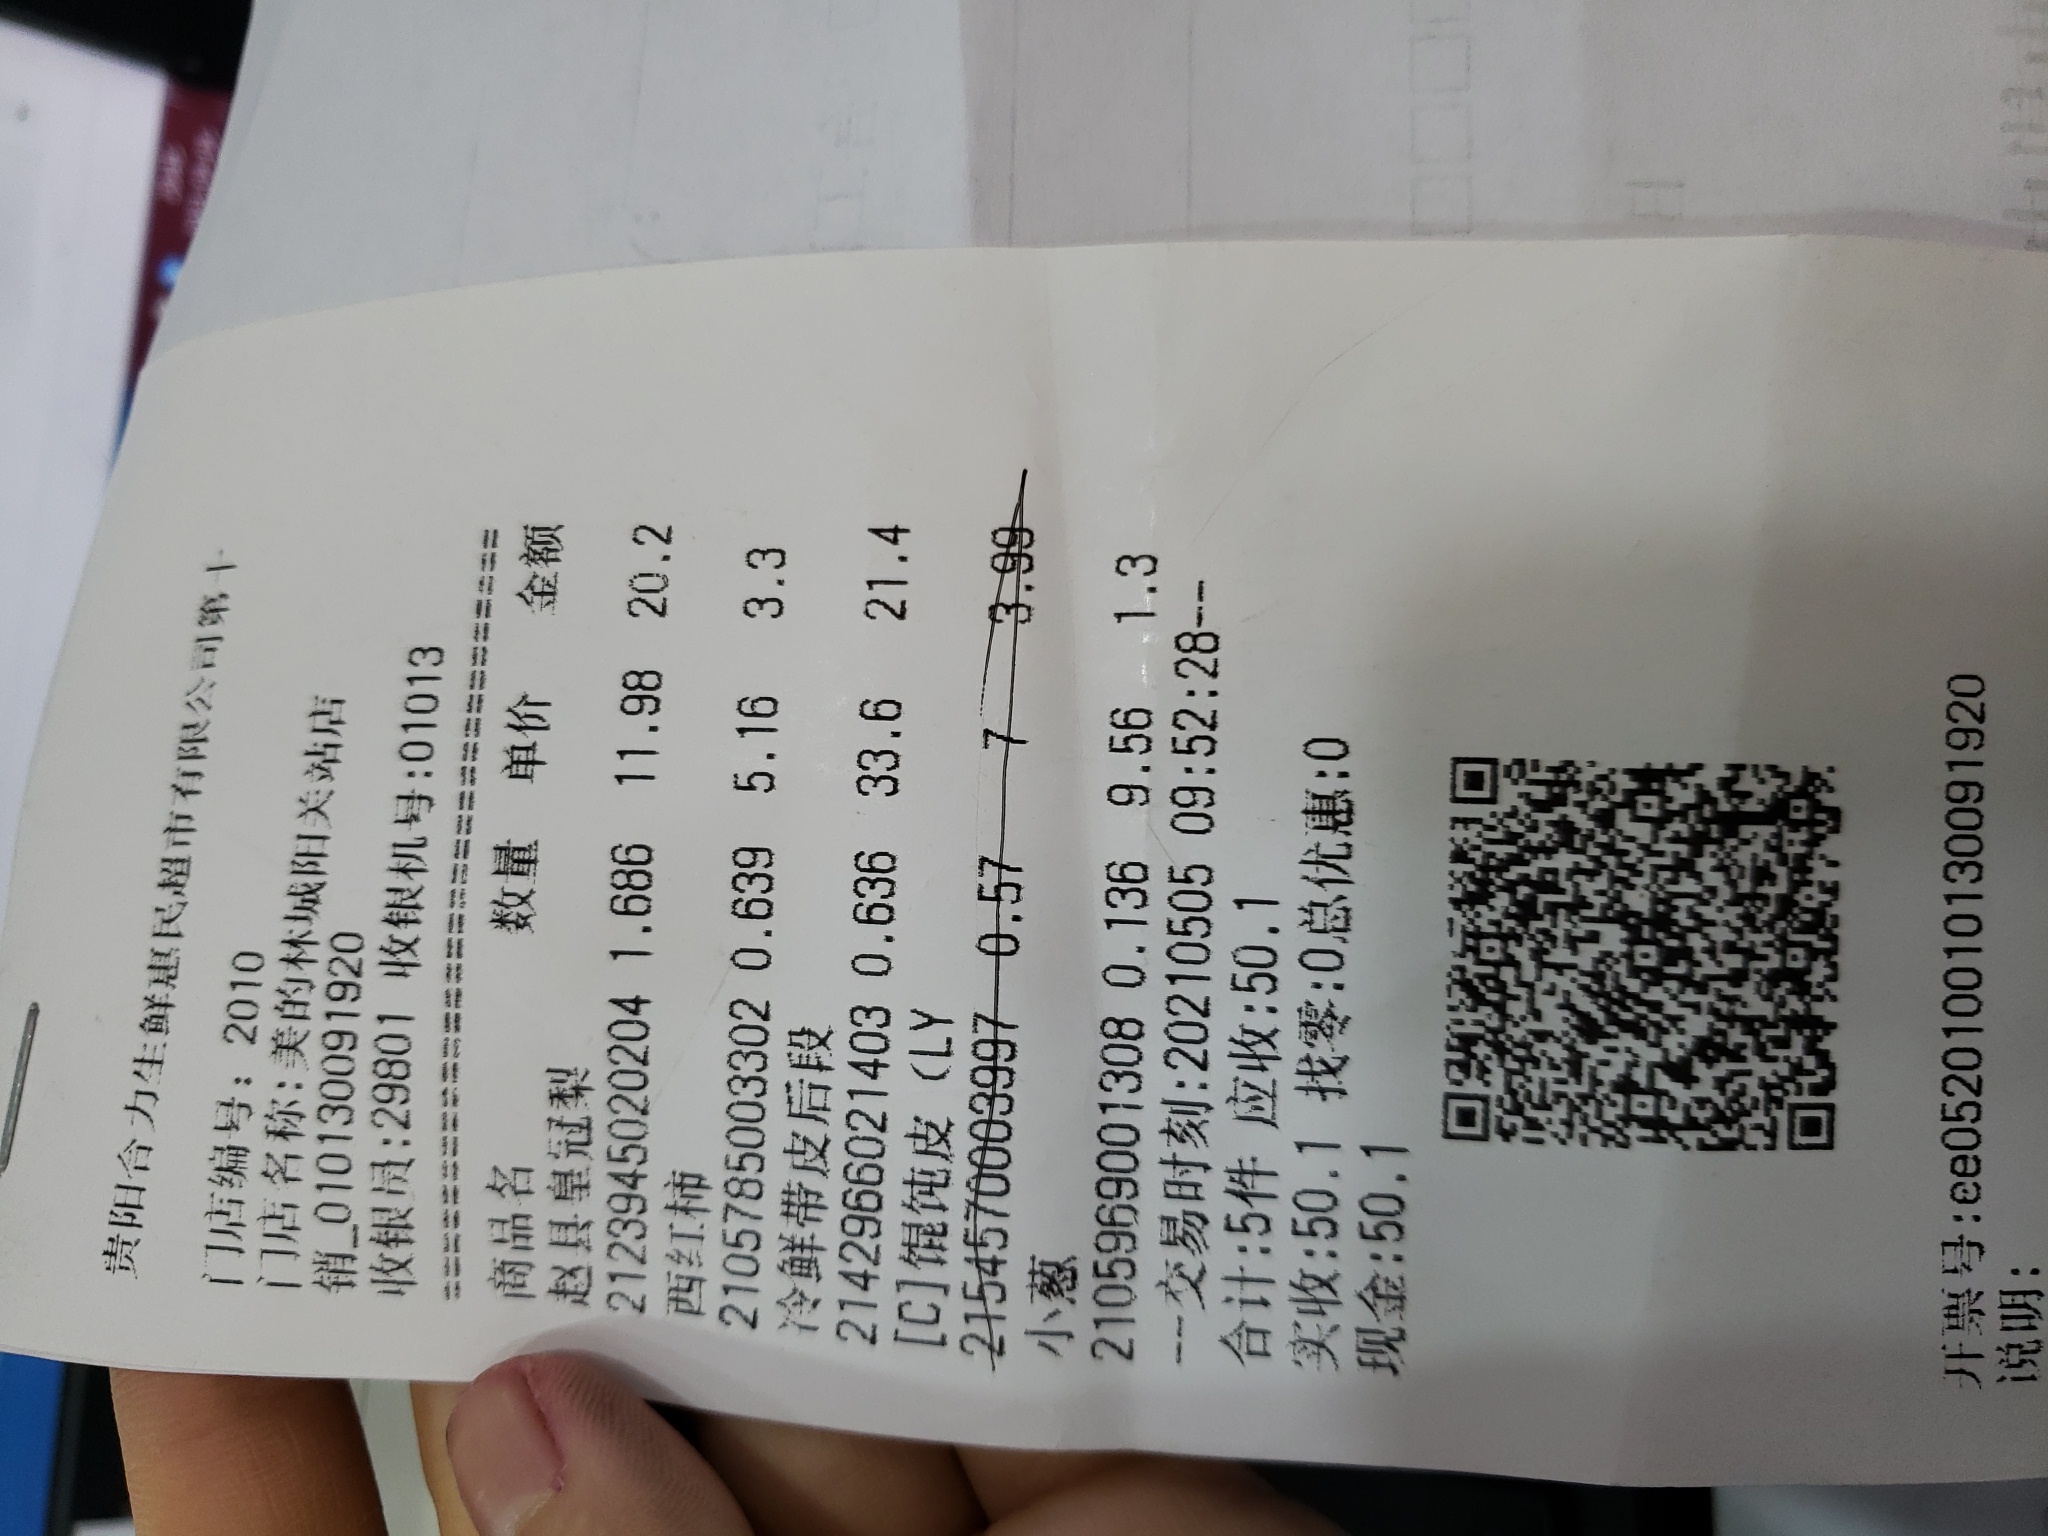 贵阳合力生鲜惠民超市有限公司第十
门店编号: 2010
门店名称:美的林城阳关站店
销_0101300919​20
收银员:29801 收银机号:01013
商品名 数量 单价 金额
赵县皇冠梨
2123945020204 1.686 11.98 20.2
西红柿
2105785003302 0.639 5.16 3.3
冷鲜带皮后段
2142966021403 0.636 33.6 21.4
[C]馄饨皮 (LY
2154570003997 0.57 7 3.99
小葱
2105969001308 0.136 9.56 1.3
--交易时刻:20210505 09:52:28--
合计:5件 应收:50.1
实收:50.1 找零:0总优惠:0
现金:50.1
开票号:ee05201001013009​1920
说明: